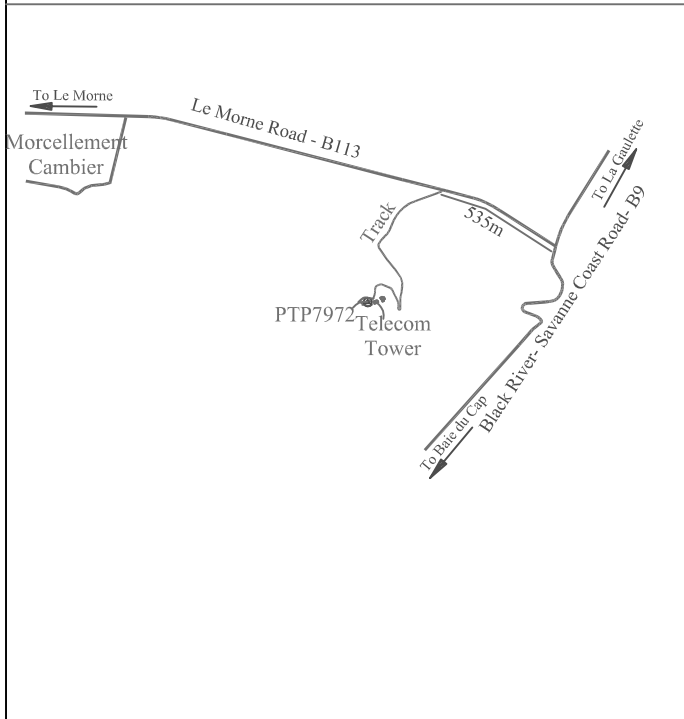 To Le Morne
Le Morne Road - B113
Morcellement
Cambier
To La Gaulette
535m
Track
Black River- Savanne Coast Road- B9
PTP7972
Telecom
Tower
To Baie du Cap